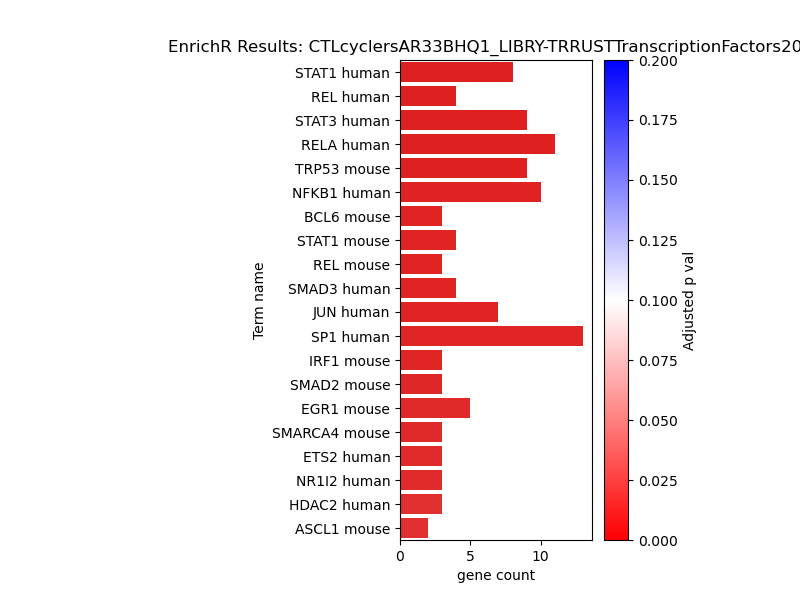 EnrichR Results: CTLcyclersAR33BHQ1_LIBRY-TRRUSTTranscriptionFactors20
STAT1 human
REL human
STAT3 human
RELA human
TRP53 mouse
NFKB1 human
BCL6 mouse
STAT1 mouse
REL mouse
SMAD3 human
JUN human
SP1 human
IRF1 mouse
SMAD2 mouse
EGR1 mouse
SMARCA4 mouse
ETS2 human
NR1I2 human
HDAC2 human
ASCL1 mouse
Term name
0 5 10
gene count
0.200
0.175
0.150
0.125
0.100
0.075
0.050
0.025
0.000
Adjusted p val